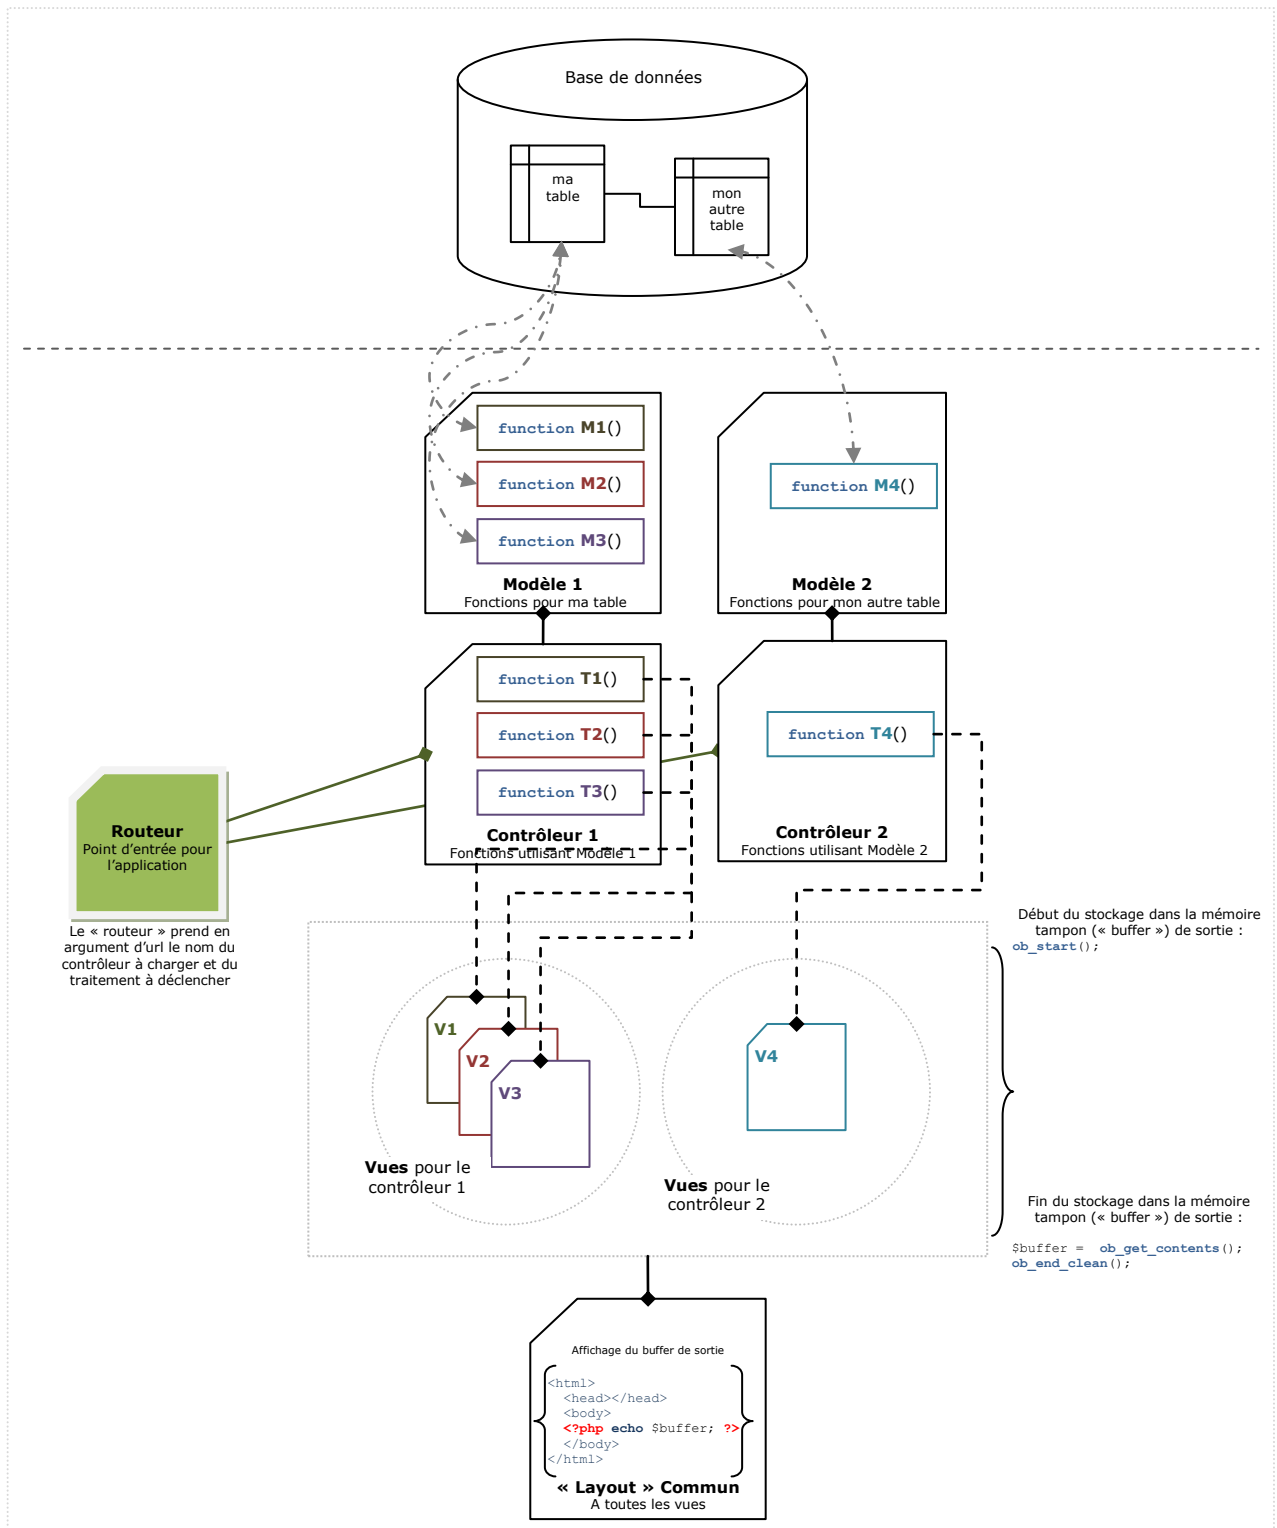 Base de données
ma
table
mon
autre
table
function M1()
function M2()
function M3()
Modèle 1
Fonctions pour ma table
function M4()
Modèle 2
Fonctions pour mon autre table
function T1()
function T2()
function T3()
Contrôleur 1
Fonctions utilisant Modèle 1
function T4()
Contrôleur 2
Fonctions utilisant Modèle 2
Routeur
Point d'entrée pour
l'application
Le « routeur » prend en
argument d'url le nom du
contrôleur à charger et du
traitement à déclencher
Début du stockage dans la mémoire
tampon (« buffer ») de sortie :
ob_start();
V1
V2
V3
Vues pour le
contrôleur 1
V4
Vues pour le
contrôleur 2
Fin du stockage dans la mémoire
tampon (« buffer ») de sortie :
$buffer = ob_get_contents();
ob_end_clean();
Affichage du buffer de sortie
<html>
<head></head>
<body>
<?php echo $buffer; ?>
</body>
</html>
« Layout » Commun
A toutes les vues